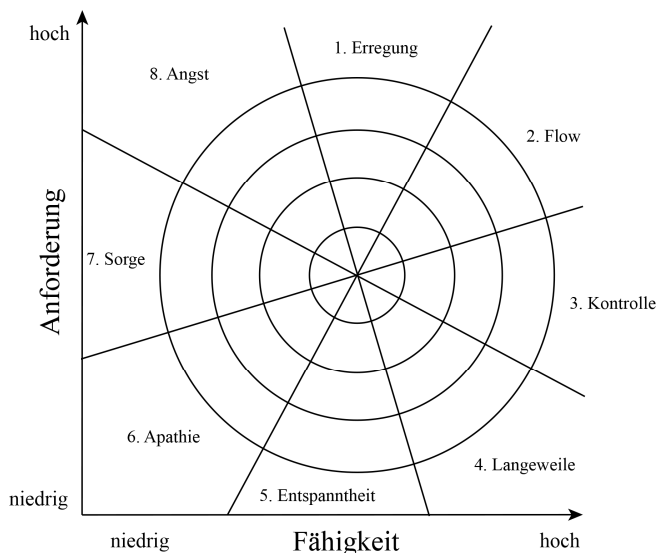 hoch
1. Erregung
8. Angst
2. Flow
Anforderung
7. Sorge
3. Kontrolle
6. Apathie
4. Langeweile
niedrig
5. Entspanntheit
niedrig
Fähigkeit
hoch